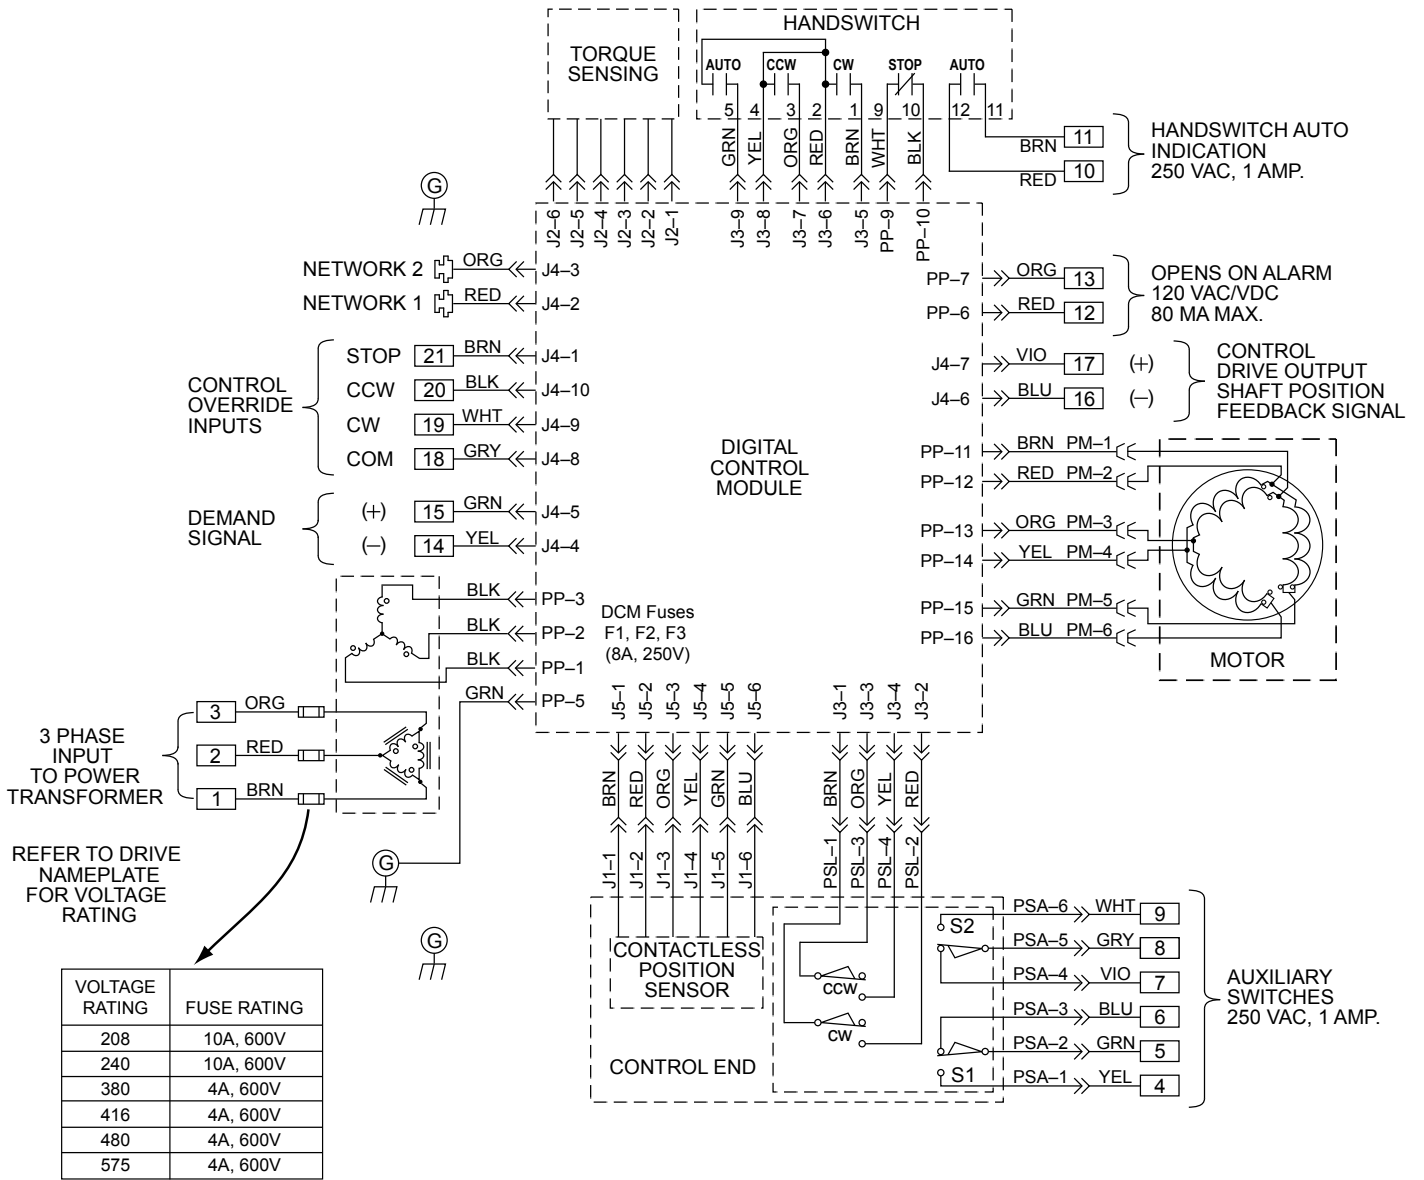 TORQUE
SENSING
HANDSWITCH
AUTO CCW CW STOP AUTO
5 4 3 2 1 9 10 12 11
GRN YEL ORG RED BRN WHT BLK
BRN 11
RED 10
HANDSWITCH AUTO
INDICATION
250 VAC, 1 AMP.
G
J2–6 J2–5 J2–4 J2–3 J2–2 J2–1 J3–9 J3–8 J3–7 J3–6 J3–5 PP–9 PP–10
NETWORK 2 ORG J4–3
NETWORK 1 RED J4–2
CONTROL
OVERRIDE
INPUTS
STOP 21 BRN J4–1
CCW 20 BLK J4–10
CW 19 WHT J4–9
COM 18 GRY J4–8
DEMAND
SIGNAL
(+) 15 GRN J4–5
(–) 14 YEL J4–4
BLK PP–3
BLK PP–2
BLK PP–1
GRN PP–5
DIGITAL
CONTROL
MODULE
DCM Fuses
F1, F2, F3
(8A, 250V)
PP–7 ORG 13
PP–6 RED 12
OPENS ON ALARM
120 VAC/VDC
80 MA MAX.
J4–7 VIO 17 (+)
J4–6 BLU 16 (–)
CONTROL
DRIVE OUTPUT
SHAFT POSITION
FEEDBACK SIGNAL
PP–11 BRN PM–1
PP–12 RED PM–2
PP–13 ORG PM–3
PP–14 YEL PM–4
PP–15 GRN PM–5
PP–16 BLU PM–6
MOTOR
3 PHASE
INPUT
TO POWER
TRANSFORMER
3 ORG
2 RED
1 BRN
REFER TO DRIVE
NAMEPLATE
FOR VOLTAGE
RATING
G
G
J5–1 J5–2 J5–3 J5–4 J5–5 J5–6 J3–1 J3–3 J3–4 J3–2
BRN RED ORG YEL GRN BLU BRN ORG YEL RED
J1–1 J1–2 J1–3 J1–4 J1–5 J1–6 PSL–1 PSL–3 PSL–4 PSL–2
CONTACTLESS
POSITION
SENSOR
CONTROL END
CCW
CW
S2
S1
PSA–6 WHT 9
PSA–5 GRY 8
PSA–4 VIO 7
PSA–3 BLU 6
PSA–2 GRN 5
PSA–1 YEL 4
AUXILIARY
SWITCHES
250 VAC, 1 AMP.
VOLTAGE
RATING FUSE RATING
208 10A, 600V
240 10A, 600V
380 4A, 600V
416 4A, 600V
480 4A, 600V
575 4A, 600V